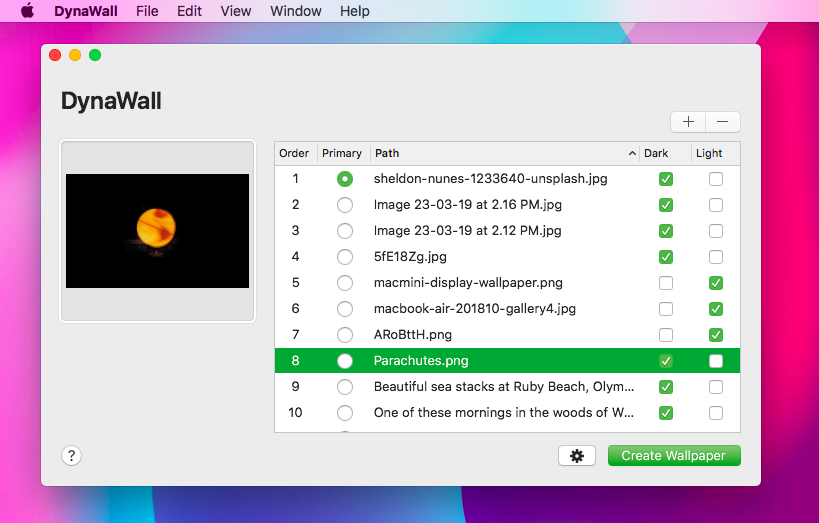 DynaWall File Edit View Window Help
DynaWall
+ −
Order Primary Path Dark Light
1 sheldon-nunes-1233640-unsplash.jpg
2 Image 23-03-19 at 2.16 PM.jpg
3 Image 23-03-19 at 2.12 PM.jpg
4 5fE18Zg.jpg
5 macmini-display-wallpaper.png
6 macbook-air-201810-gallery4.jpg
7 ARoBttH.png
8 Parachutes.png
9 Beautiful sea stacks at Ruby Beach, Olym...
10 One of these mornings in the woods of W...
? Create Wallpaper